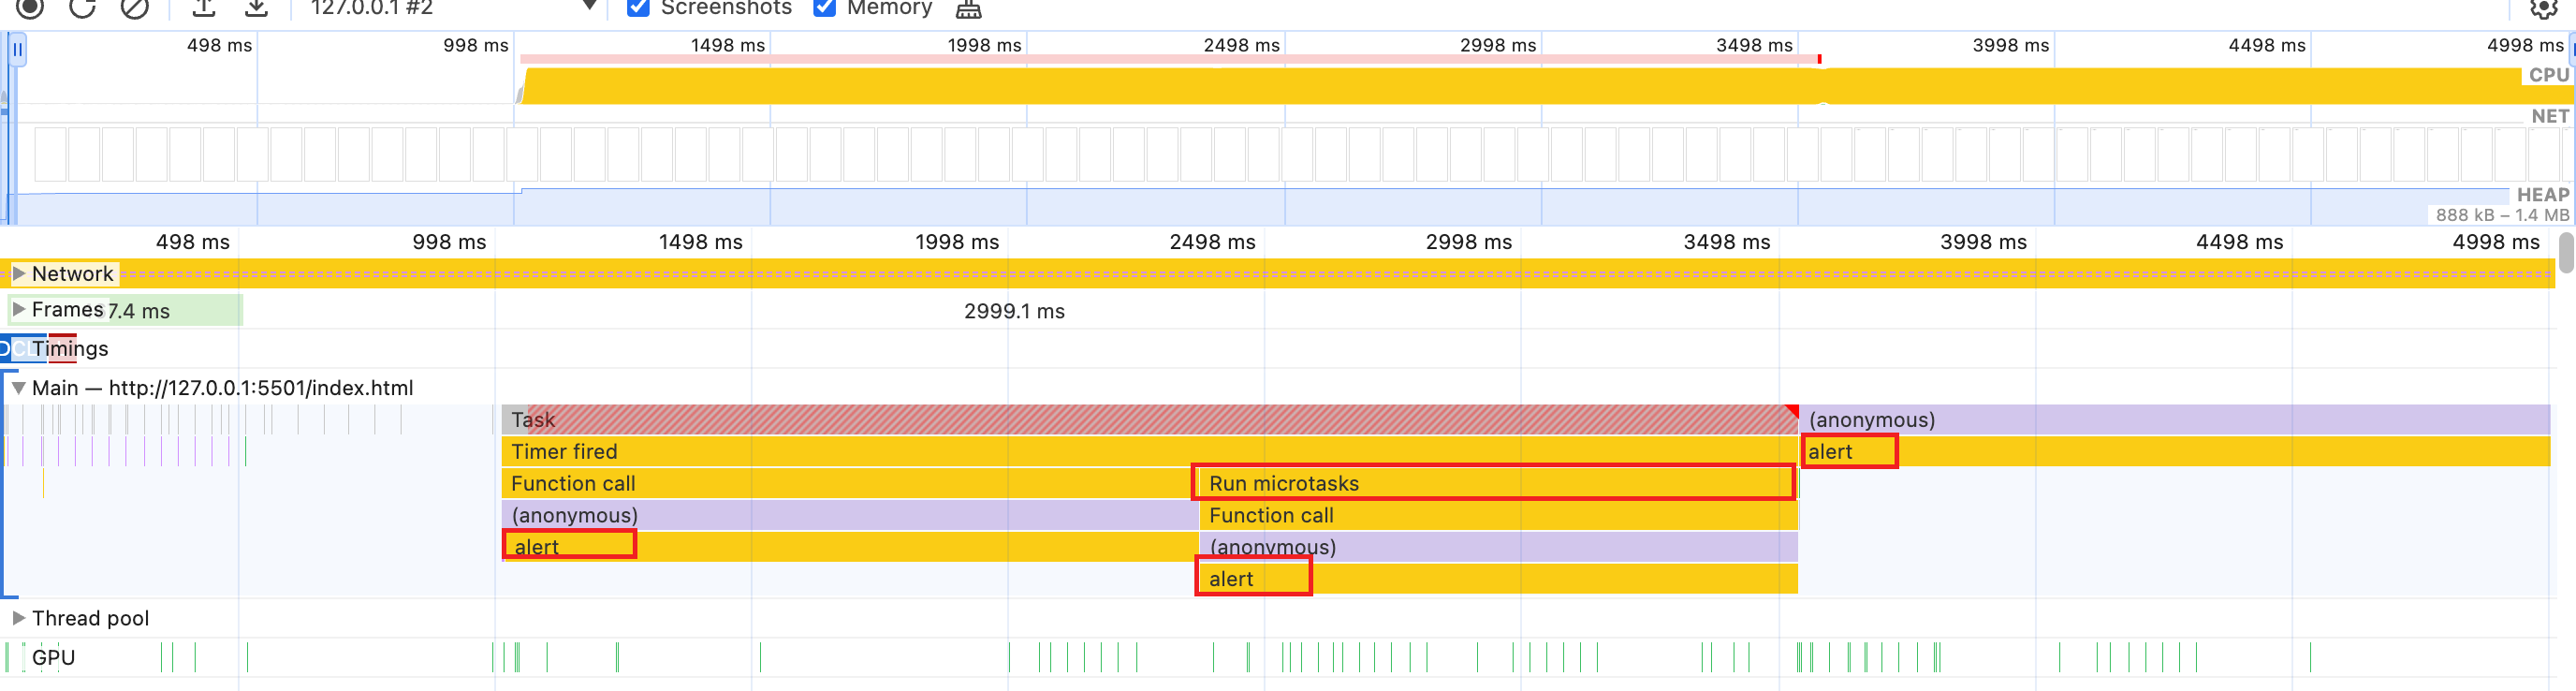 127.0.0.1 #2 Screenshots Memory
498 ms 998 ms 1498 ms 1998 ms 2498 ms 2998 ms 3498 ms 3998 ms 4498 ms 4998 ms
CPU
NET
HEAP
888 kB – 1.4 MB
498 ms 998 ms 1498 ms 1998 ms 2498 ms 2998 ms 3498 ms 3998 ms 4498 ms 4998 ms
Network
Frames 7.4 ms 2999.1 ms
DCL Timings
Main — http://127.0.0.1:5501/index.html
Task (anonymous)
Timer fired alert
Function call Run microtasks
(anonymous) Function call
alert (anonymous)
alert
Thread pool
GPU